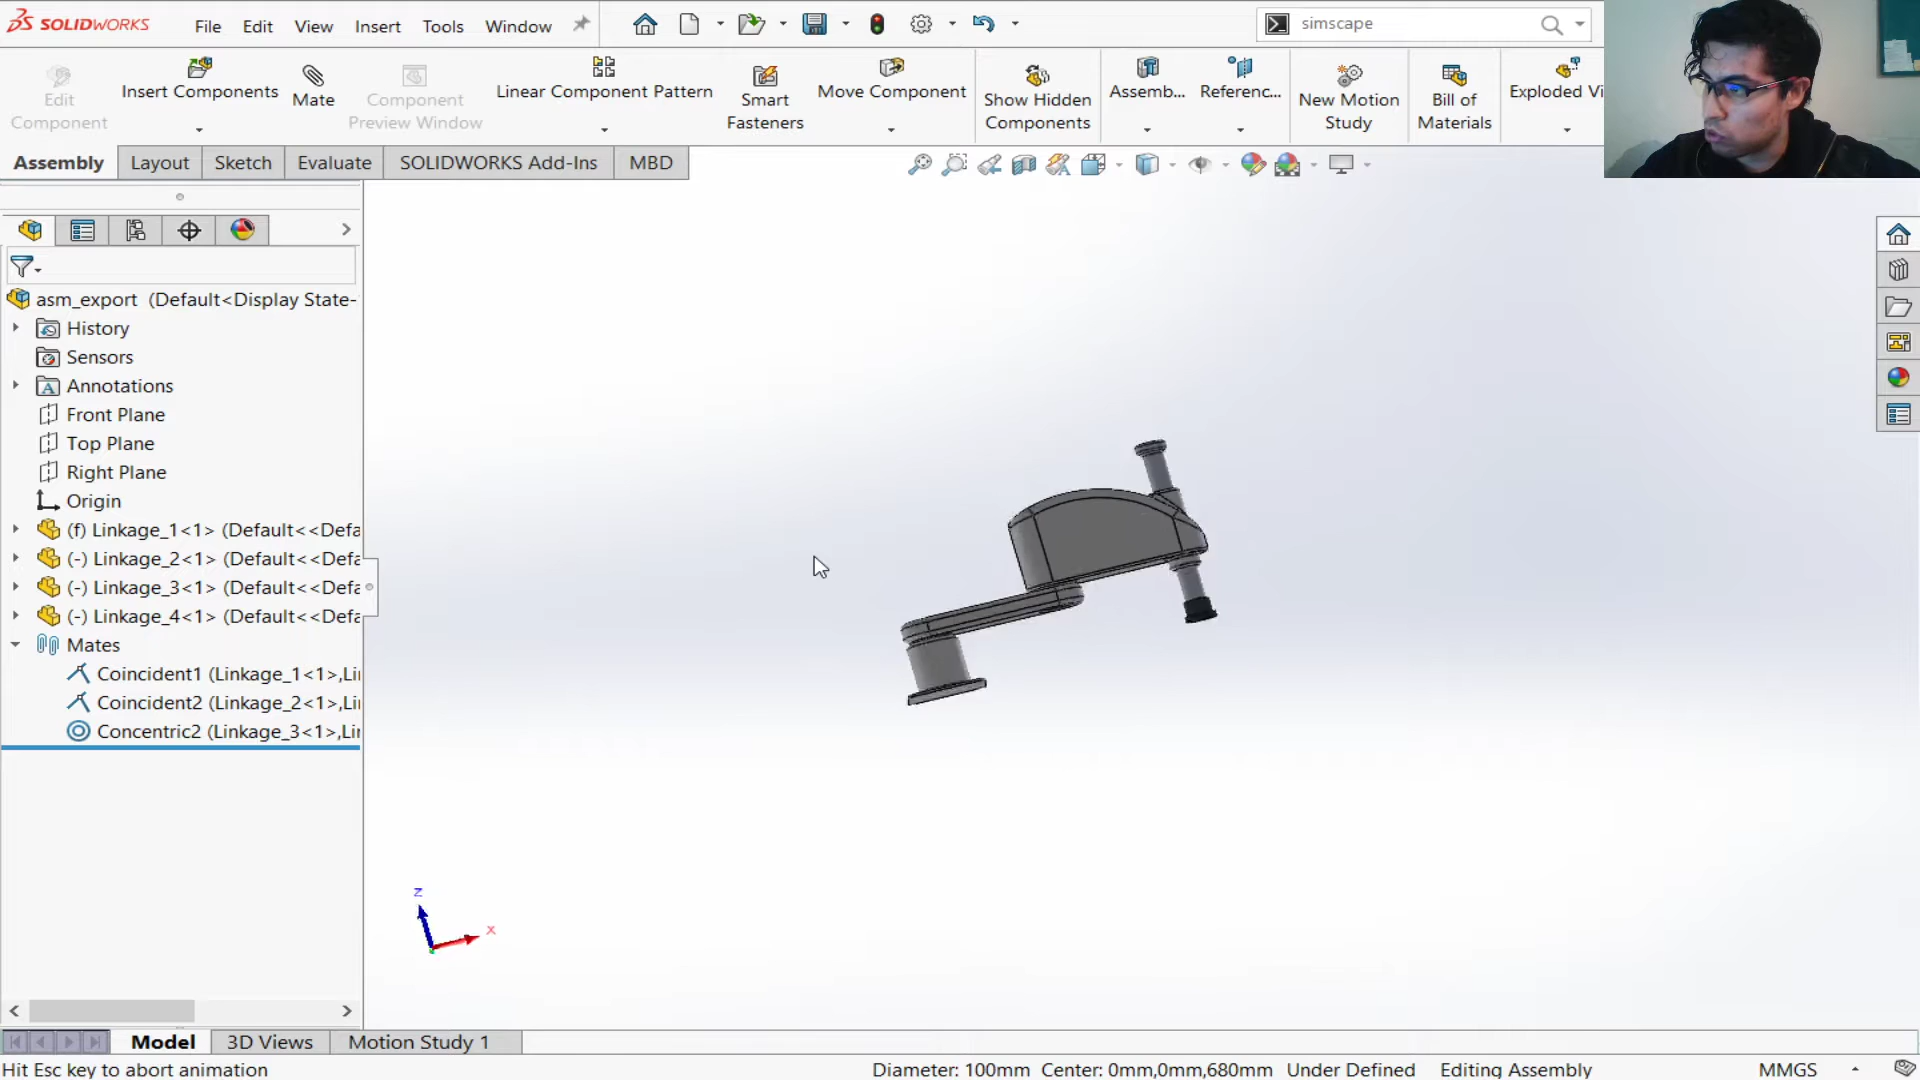 SOLIDWORKS File Edit View Insert Tools Window simscape
Edit Component
Insert Components
Mate
Component Preview Window
Linear Component Pattern
Smart Fasteners
Move Component
Show Hidden Components
Assemb...
Referenc...
New Motion Study
Bill of Materials
Exploded Vi
Assembly Layout Sketch Evaluate SOLIDWORKS Add-Ins MBD
asm_export (Default<Display State-
History
Sensors
Annotations
Front Plane
Top Plane
Right Plane
Origin
(f) Linkage_1<1> (Default<<Defa
(-) Linkage_2<1> (Default<<Defa
(-) Linkage_3<1> (Default<<Defa
(-) Linkage_4<1> (Default<<Defa
Mates
Coincident1 (Linkage_1<1>,Li
Coincident2 (Linkage_2<1>,Li
Concentric2 (Linkage_3<1>,Li
z
x
Model 3D Views Motion Study 1
Hit Esc key to abort animation Diameter: 100mm Center: 0mm,0mm,680mm Under Defined Editing Assembly MMGS